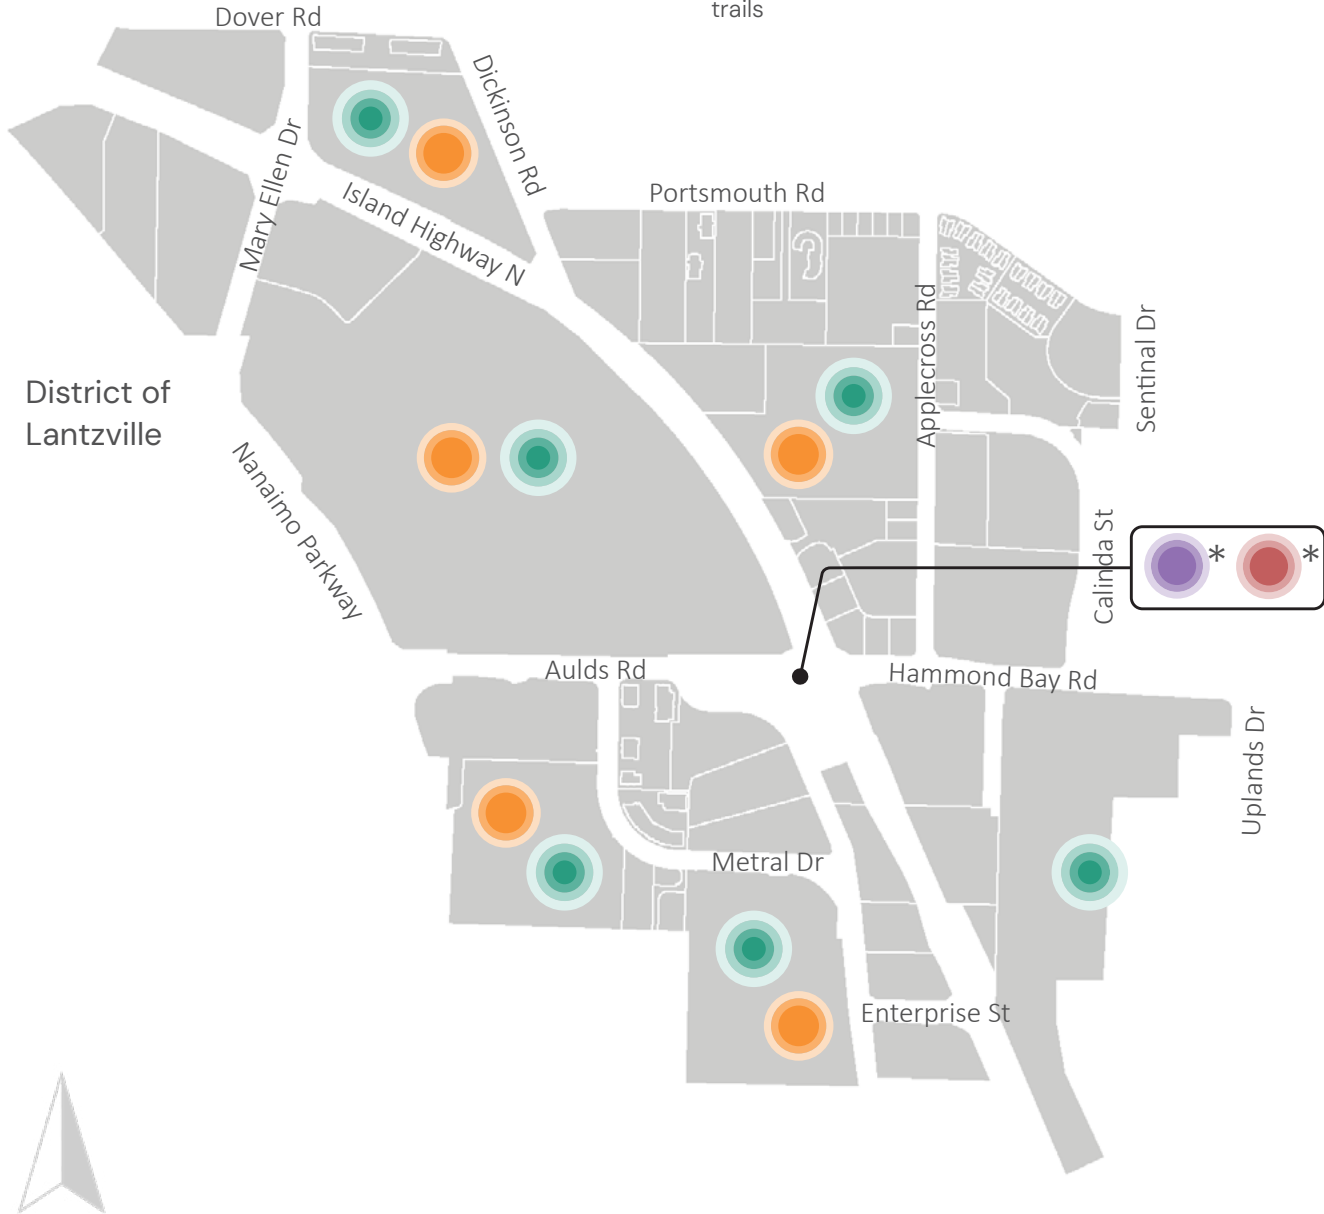 trails
Dover Rd
Dickinson Rd
Mary Ellen Dr
Island Highway N
Portsmouth Rd
Applecross Rd
Sentinal Dr
District of
Lantzville
Nanaimo Parkway
Calinda St
* *
Aulds Rd
Hammond Bay Rd
Uplands Dr
Metral Dr
Enterprise St